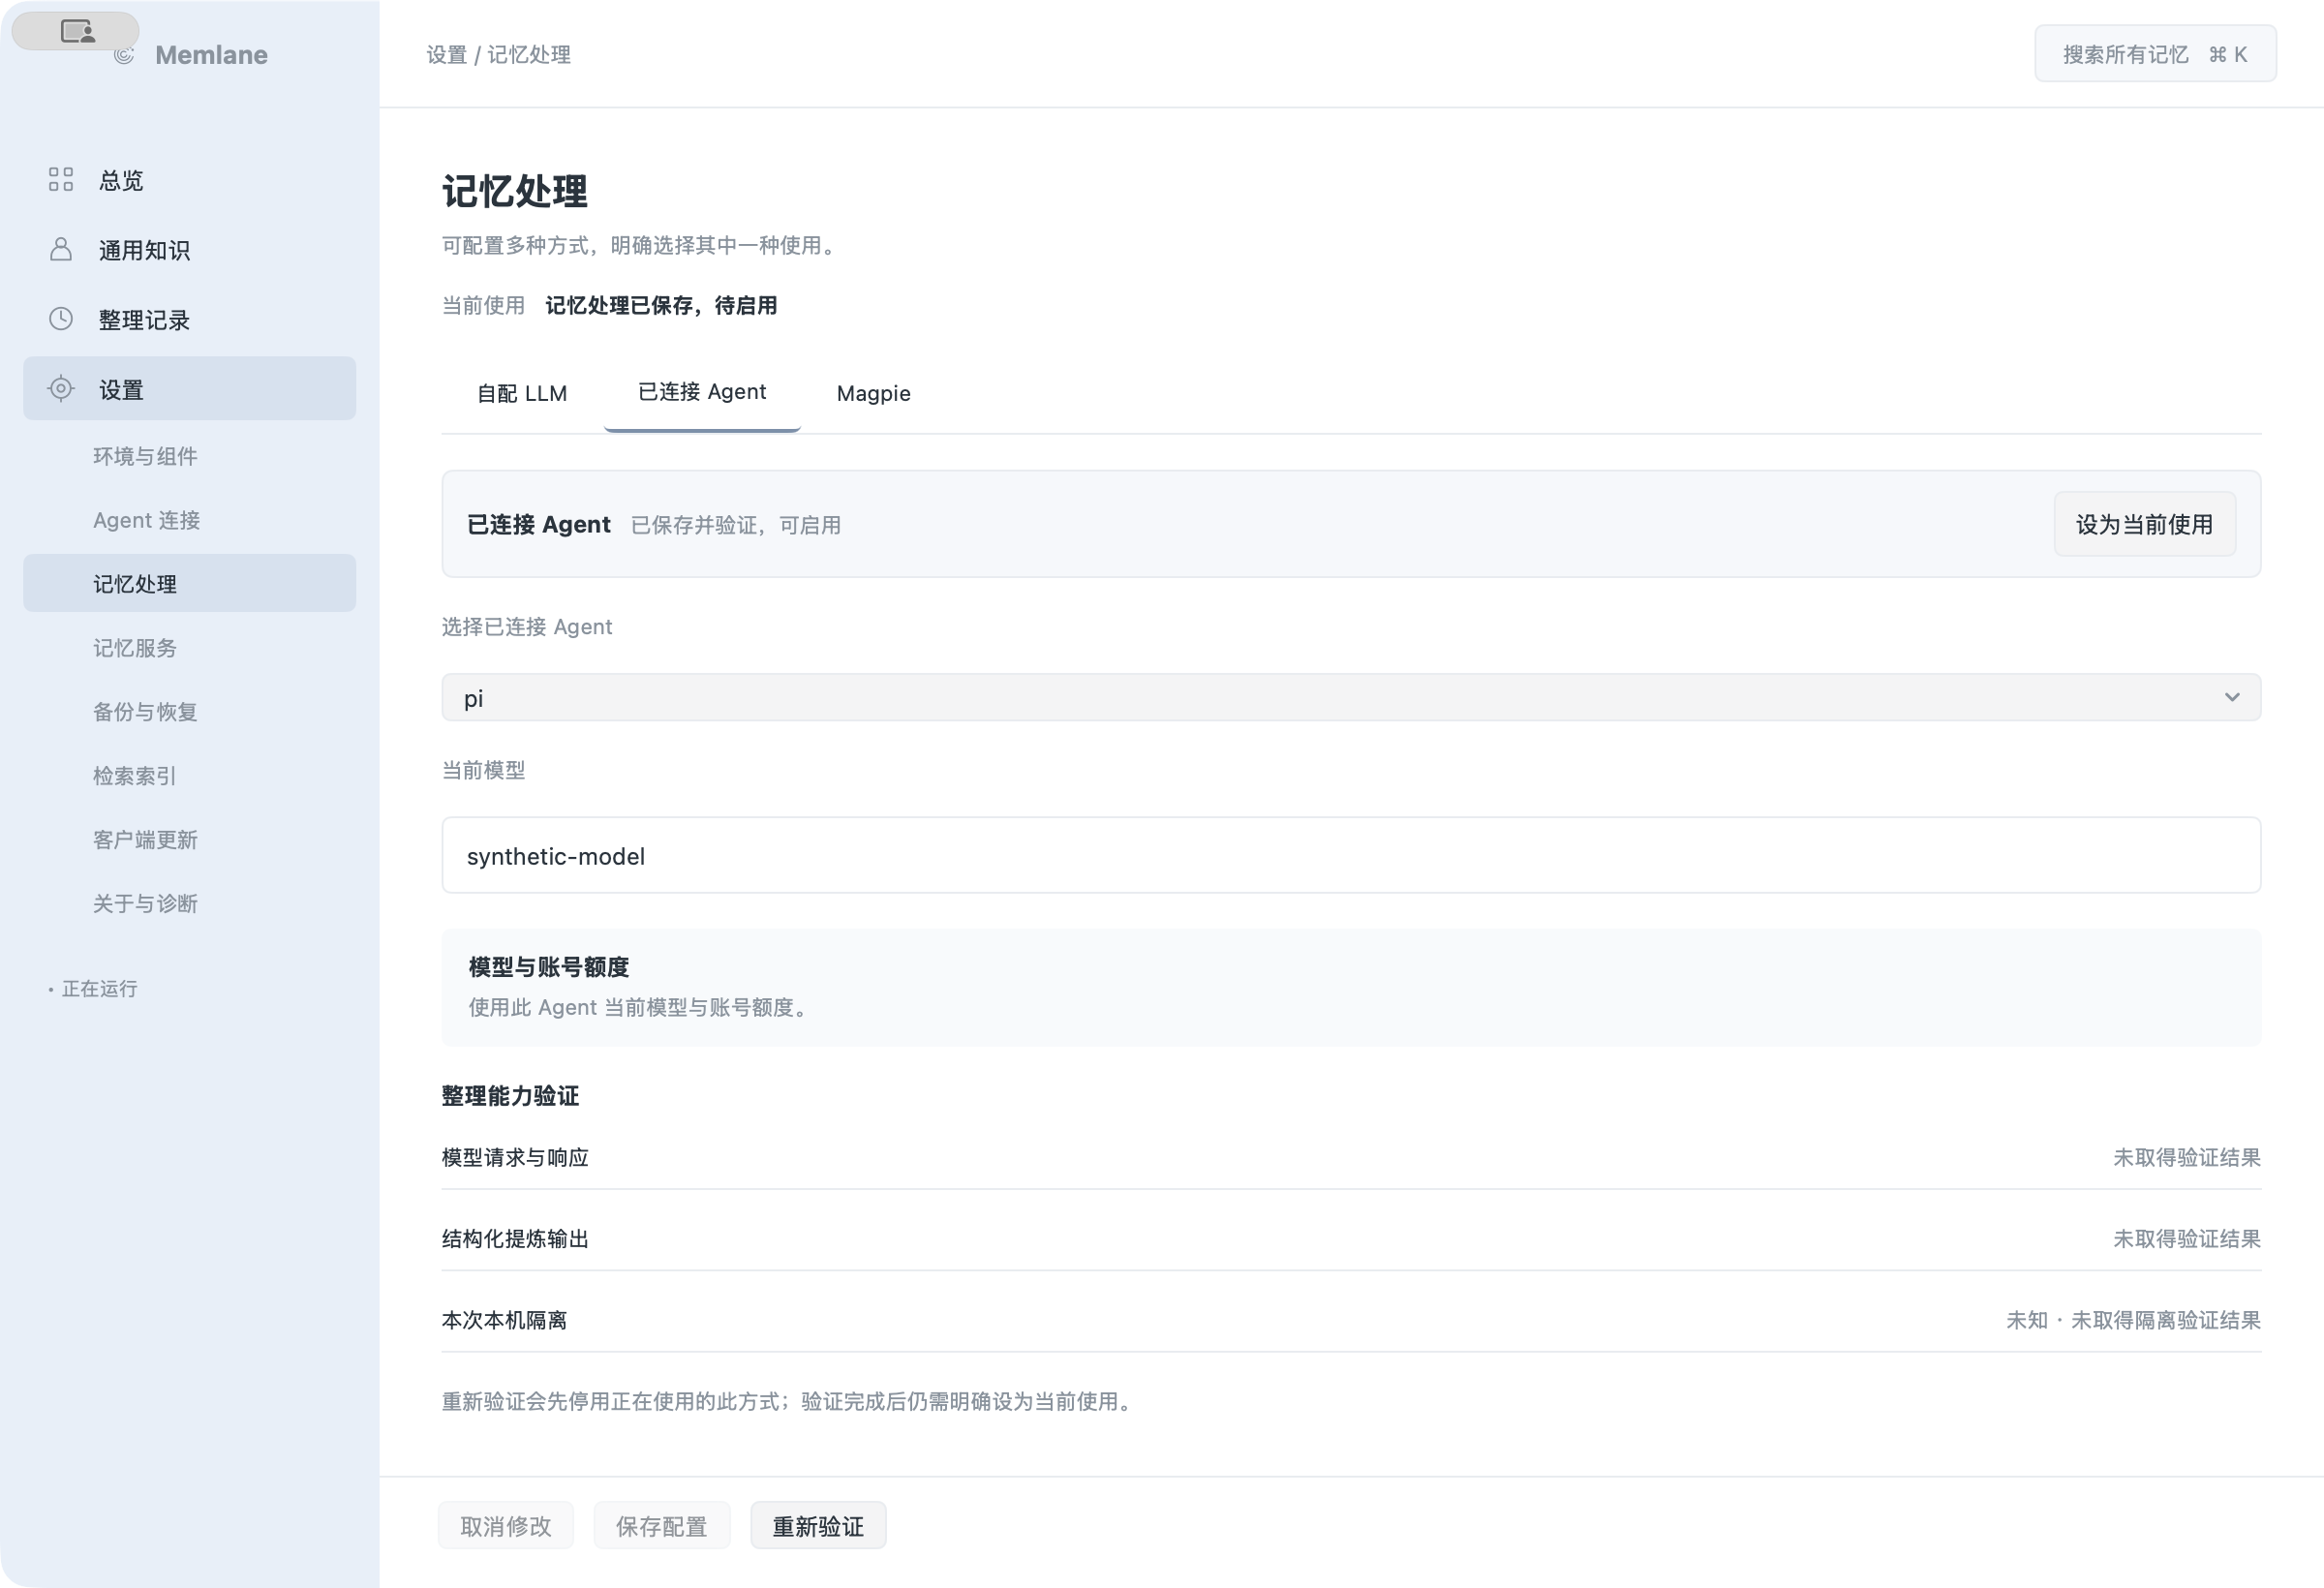 Memlane
总览
通用知识
整理记录
设置
环境与组件
Agent 连接
记忆处理
记忆服务
备份与恢复
检索索引
客户端更新
关于与诊断
• 正在运行
设置 / 记忆处理
搜索所有记忆 ⌘ K
记忆处理
可配置多种方式，明确选择其中一种使用。
当前使用 记忆处理已保存，待启用
自配 LLM 已连接 Agent Magpie
已连接 Agent 已保存并验证，可启用 设为当前使用
选择已连接 Agent
pi
当前模型
synthetic-model
模型与账号额度
使用此 Agent 当前模型与账号额度。
整理能力验证
模型请求与响应 未取得验证结果
结构化提炼输出 未取得验证结果
本次本机隔离 未知 · 未取得隔离验证结果
重新验证会先停用正在使用的此方式；验证完成后仍需明确设为当前使用。
取消修改 保存配置 重新验证